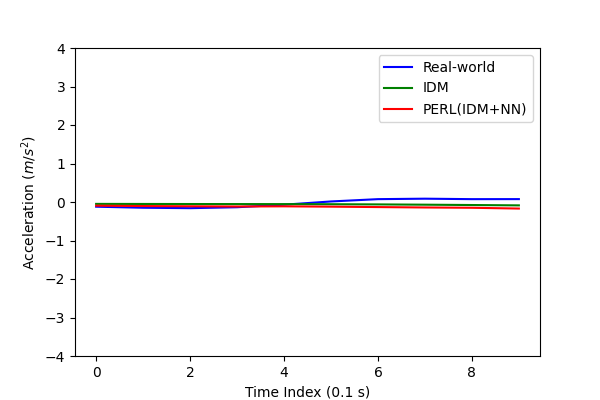 Real-world
IDM
PERL(IDM+NN)
4
3
2
1
0
−1
−2
−3
−4
Acceleration (m/s²)
0 2 4 6 8
Time Index (0.1 s)